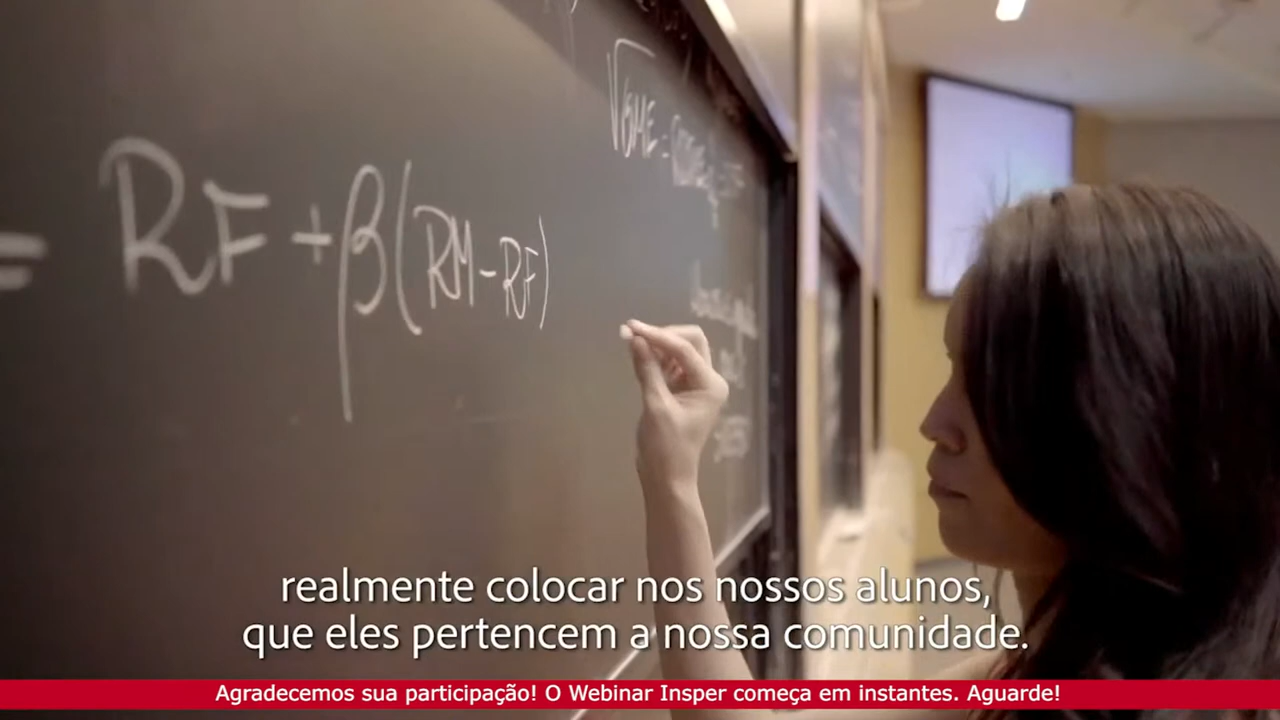 = RF + β(RM - RF)
realmente colocar nos nossos alunos,
que eles pertencem a nossa comunidade.
Agradecemos sua participação! O Webinar Insper começa em instantes. Aguarde!